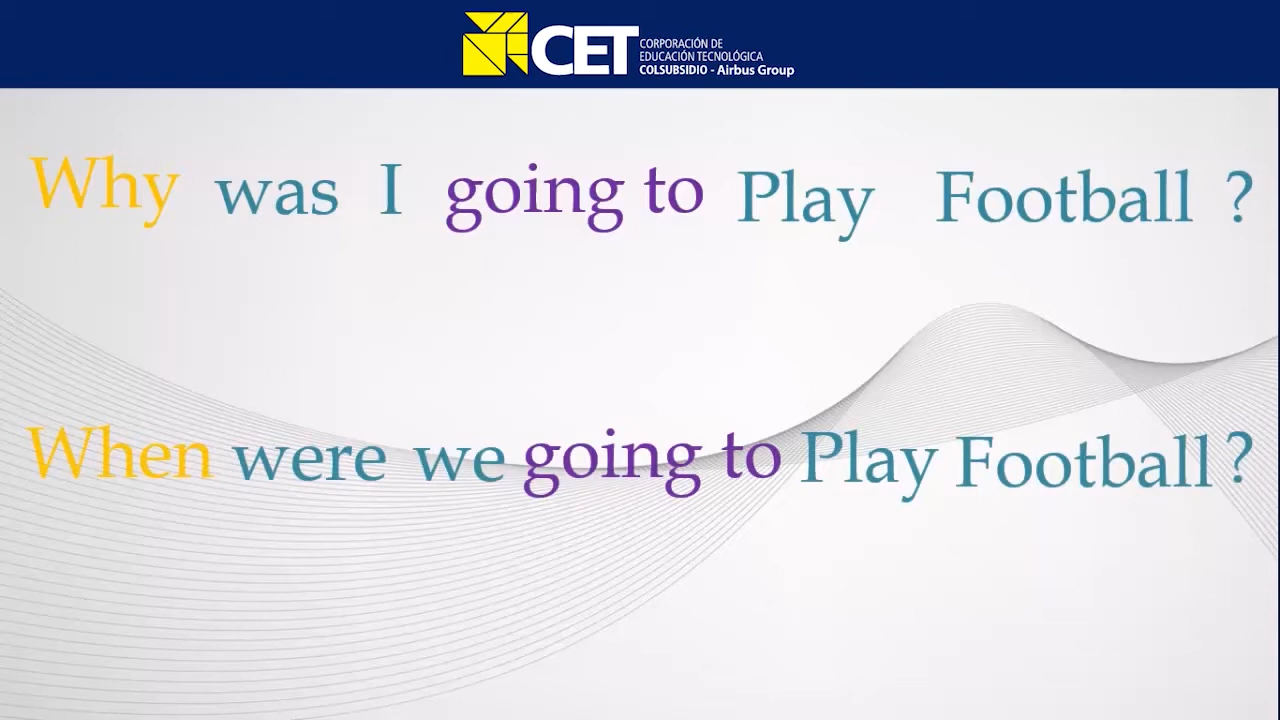 CET
CORPORACIÓN DE
EDUCACIÓN TECNOLÓGICA
COLSUBSIDIO - Airbus Group
Why was I going to Play Football ?
When were we going to Play Football ?